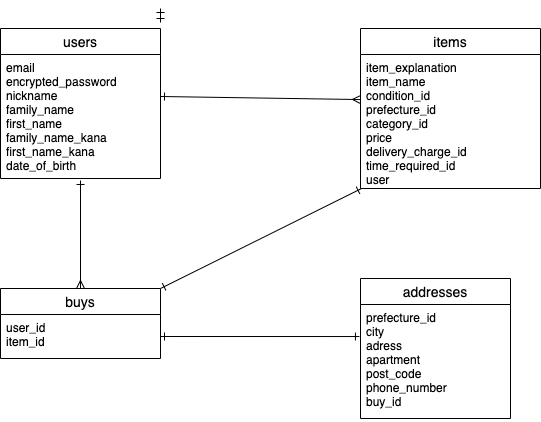 users
email
encrypted_password
nickname
family_name
first_name
family_name_kana
first_name_kana
date_of_birth
items
item_explanation
item_name
condition_id
prefecture_id
category_id
price
delivery_charge_id
time_required_id
user
buys
user_id
item_id
addresses
prefecture_id
city
adress
apartment
post_code
phone_number
buy_id